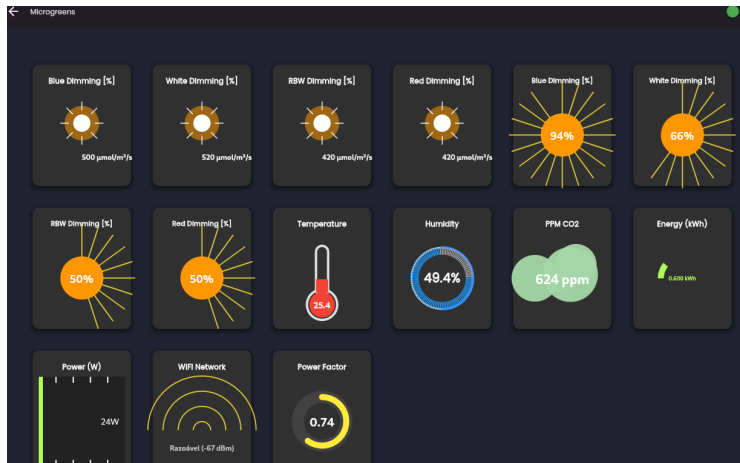 Microgreens
Blue Dimming [%]
500 µmol/m²/s
White Dimming [%]
520 µmol/m²/s
RBW Dimming [%]
420 µmol/m²/s
Red Dimming [%]
420 µmol/m²/s
Blue Dimming [%]
94%
White Dimming [%]
66%
RBW Dimming [%]
50%
Red Dimming [%]
50%
Temperature
25.4
Humidity
49.4%
PPM CO2
624 ppm
Energy (kWh)
0.600 kWh
Power (W)
24W
WIFI Network
Razoável (-67 dBm)
Power Factor
0.74